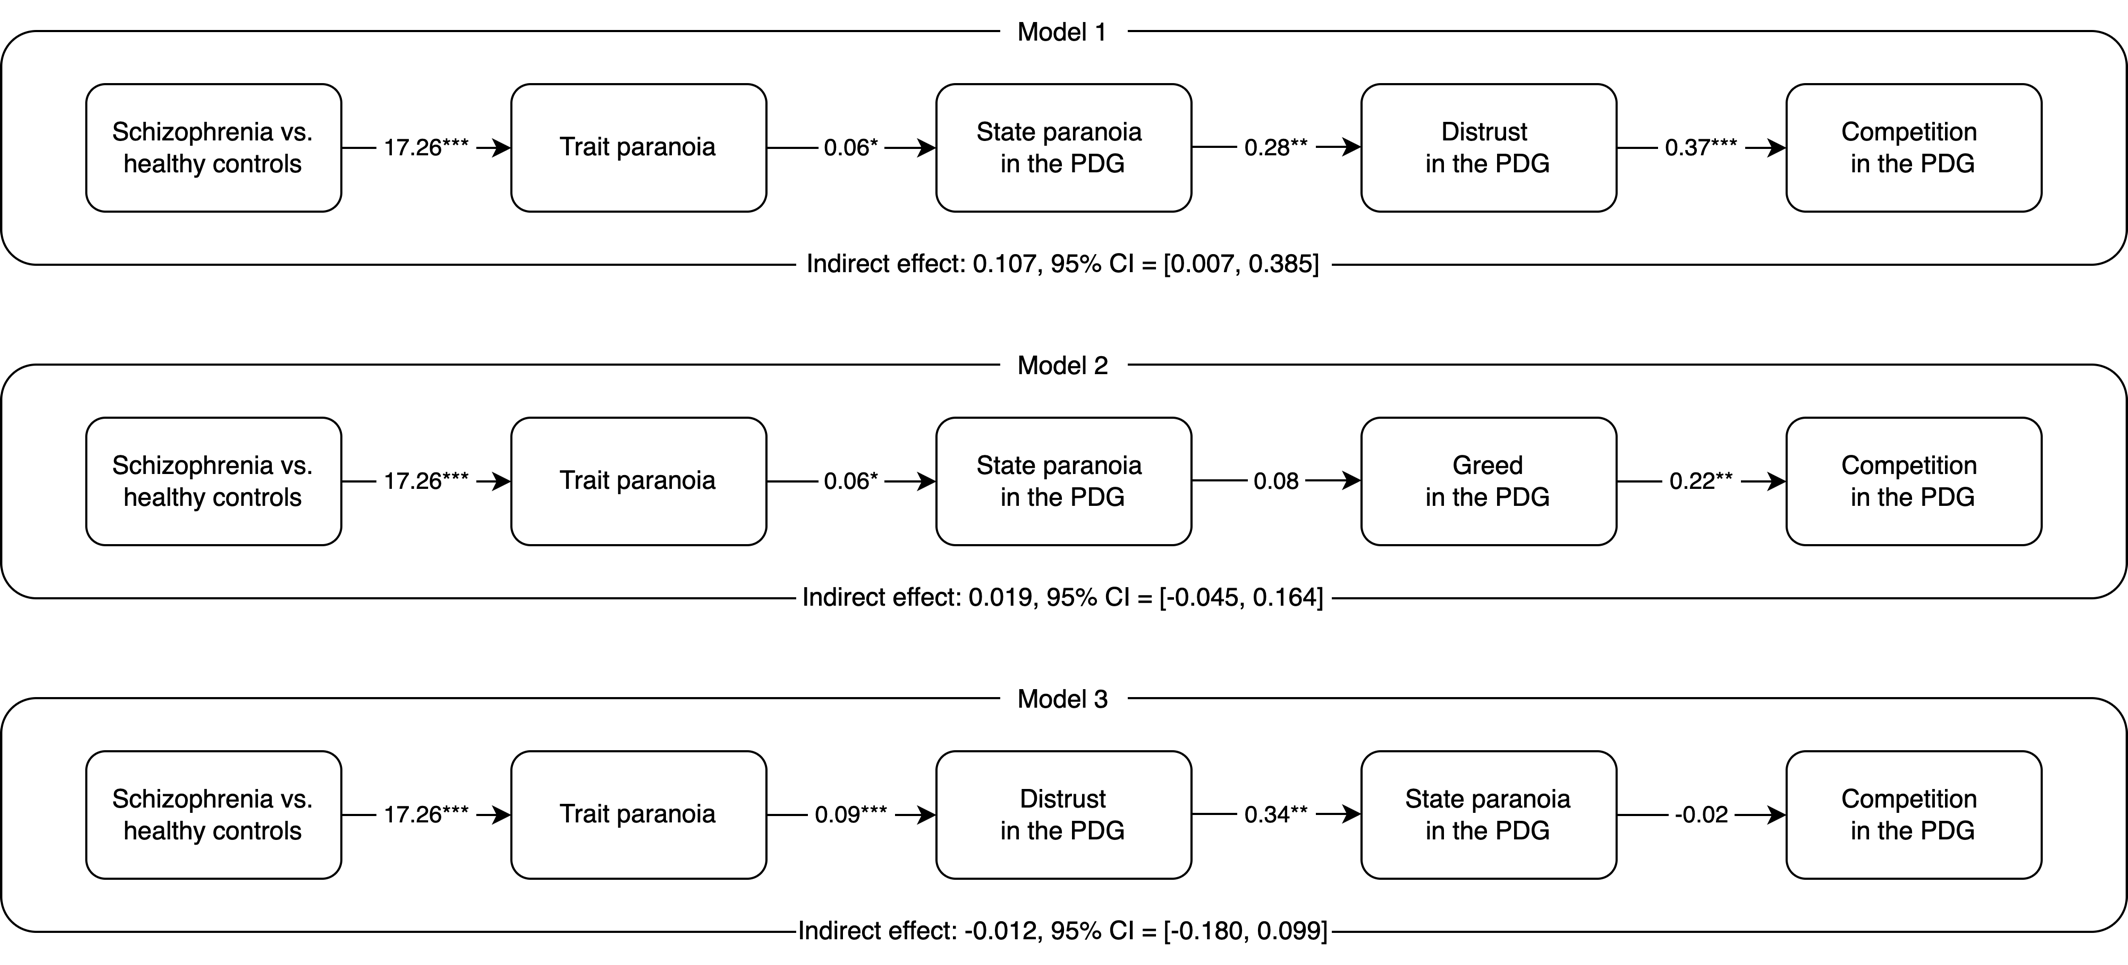 Model 1
Schizophrenia vs.
healthy controls
17.26***
Trait paranoia
0.06*
State paranoia
in the PDG
0.28**
Distrust
in the PDG
0.37***
Competition
in the PDG
Indirect effect: 0.107, 95% CI = [0.007, 0.385]
Model 2
Schizophrenia vs.
healthy controls
17.26***
Trait paranoia
0.06*
State paranoia
in the PDG
0.08
Greed
in the PDG
0.22**
Competition
in the PDG
Indirect effect: 0.019, 95% CI = [-0.045, 0.164]
Model 3
Schizophrenia vs.
healthy controls
17.26***
Trait paranoia
0.09***
Distrust
in the PDG
0.34**
State paranoia
in the PDG
-0.02
Competition
in the PDG
Indirect effect: -0.012, 95% CI = [-0.180, 0.099]